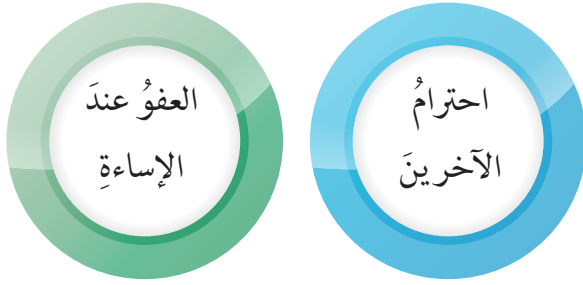 احترامُ
الآخرينَ
العفوُ عندَ
الإساءةِ